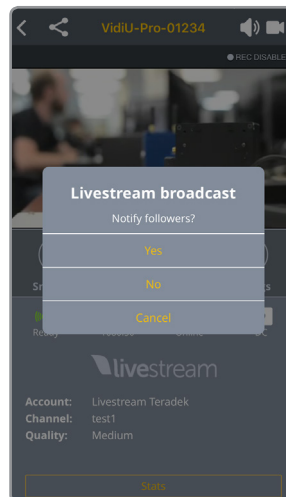 VidiU-Pro-01234
REC DISABLE
Livestream broadcast
Notify followers?
Yes
No
Cancel
livestream
Account: Livestream Teradek
Channel: test1
Quality: Medium
Stats